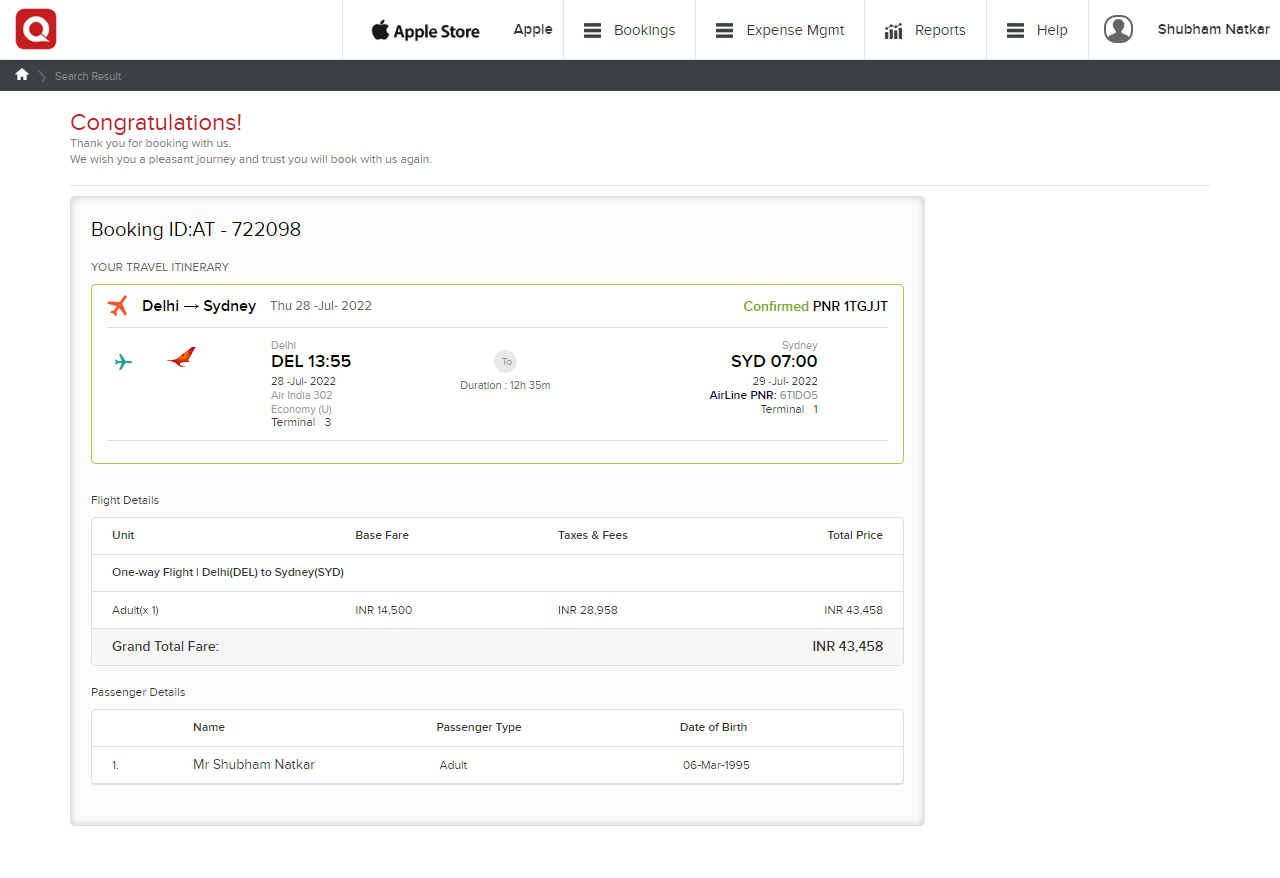 Q
Apple Store
Apple
Bookings
Expense Mgmt
Reports
Help
Shubham Natkar
Search Result
Congratulations!
Thank you for booking with us.
We wish you a pleasant journey and trust you will book with us again.
Booking ID:AT - 722098
YOUR TRAVEL ITINERARY
Delhi → Sydney Thu 28 -Jul- 2022 Confirmed PNR 1TGJJT
Delhi
DEL 13:55
28 -Jul- 2022
Air India 302
Economy (U)
Terminal 3
To
Duration : 12h 35m
Sydney
SYD 07:00
29 -Jul- 2022
AirLine PNR: 6TIDO5
Terminal 1
Flight Details
Unit Base Fare Taxes & Fees Total Price
One-way Flight | Delhi(DEL) to Sydney(SYD)
Adult(x 1) INR 14,500 INR 28,958 INR 43,458
Grand Total Fare: INR 43,458
Passenger Details
Name Passenger Type Date of Birth
1. Mr Shubham Natkar Adult 06-Mar-1995